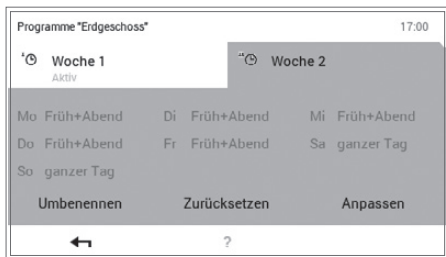 Programme "Erdgeschoss" 17:00
Woche 1 Woche 2
Aktiv
Mo Früh+Abend Di Früh+Abend Mi Früh+Abend
Do Früh+Abend Fr Früh+Abend Sa ganzer Tag
So ganzer Tag
Umbenennen Zurücksetzen Anpassen
?